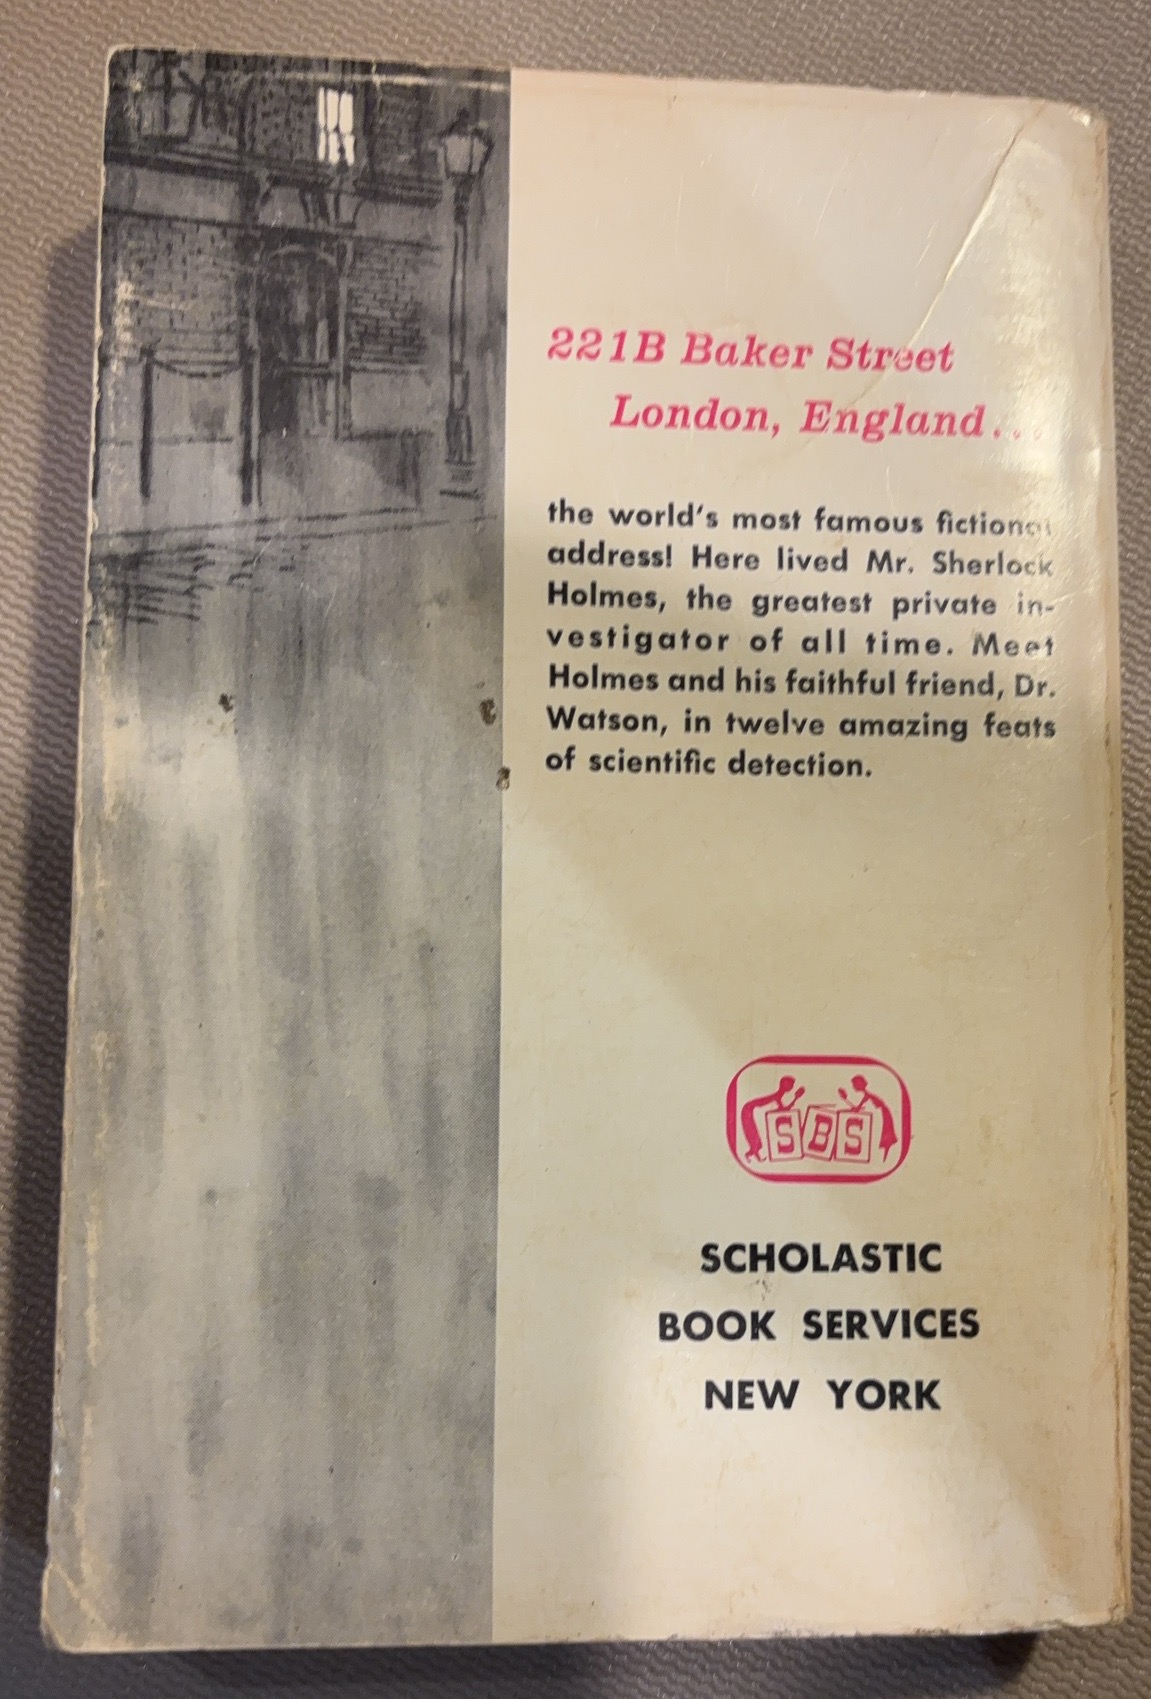 221B Baker Street
London, England...
the world's most famous fictional
address! Here lived Mr. Sherlock
Holmes, the greatest private in-
vestigator of all time. Meet
Holmes and his faithful friend, Dr.
Watson, in twelve amazing feats
of scientific detection.
SBS
SCHOLASTIC
BOOK SERVICES
NEW YORK